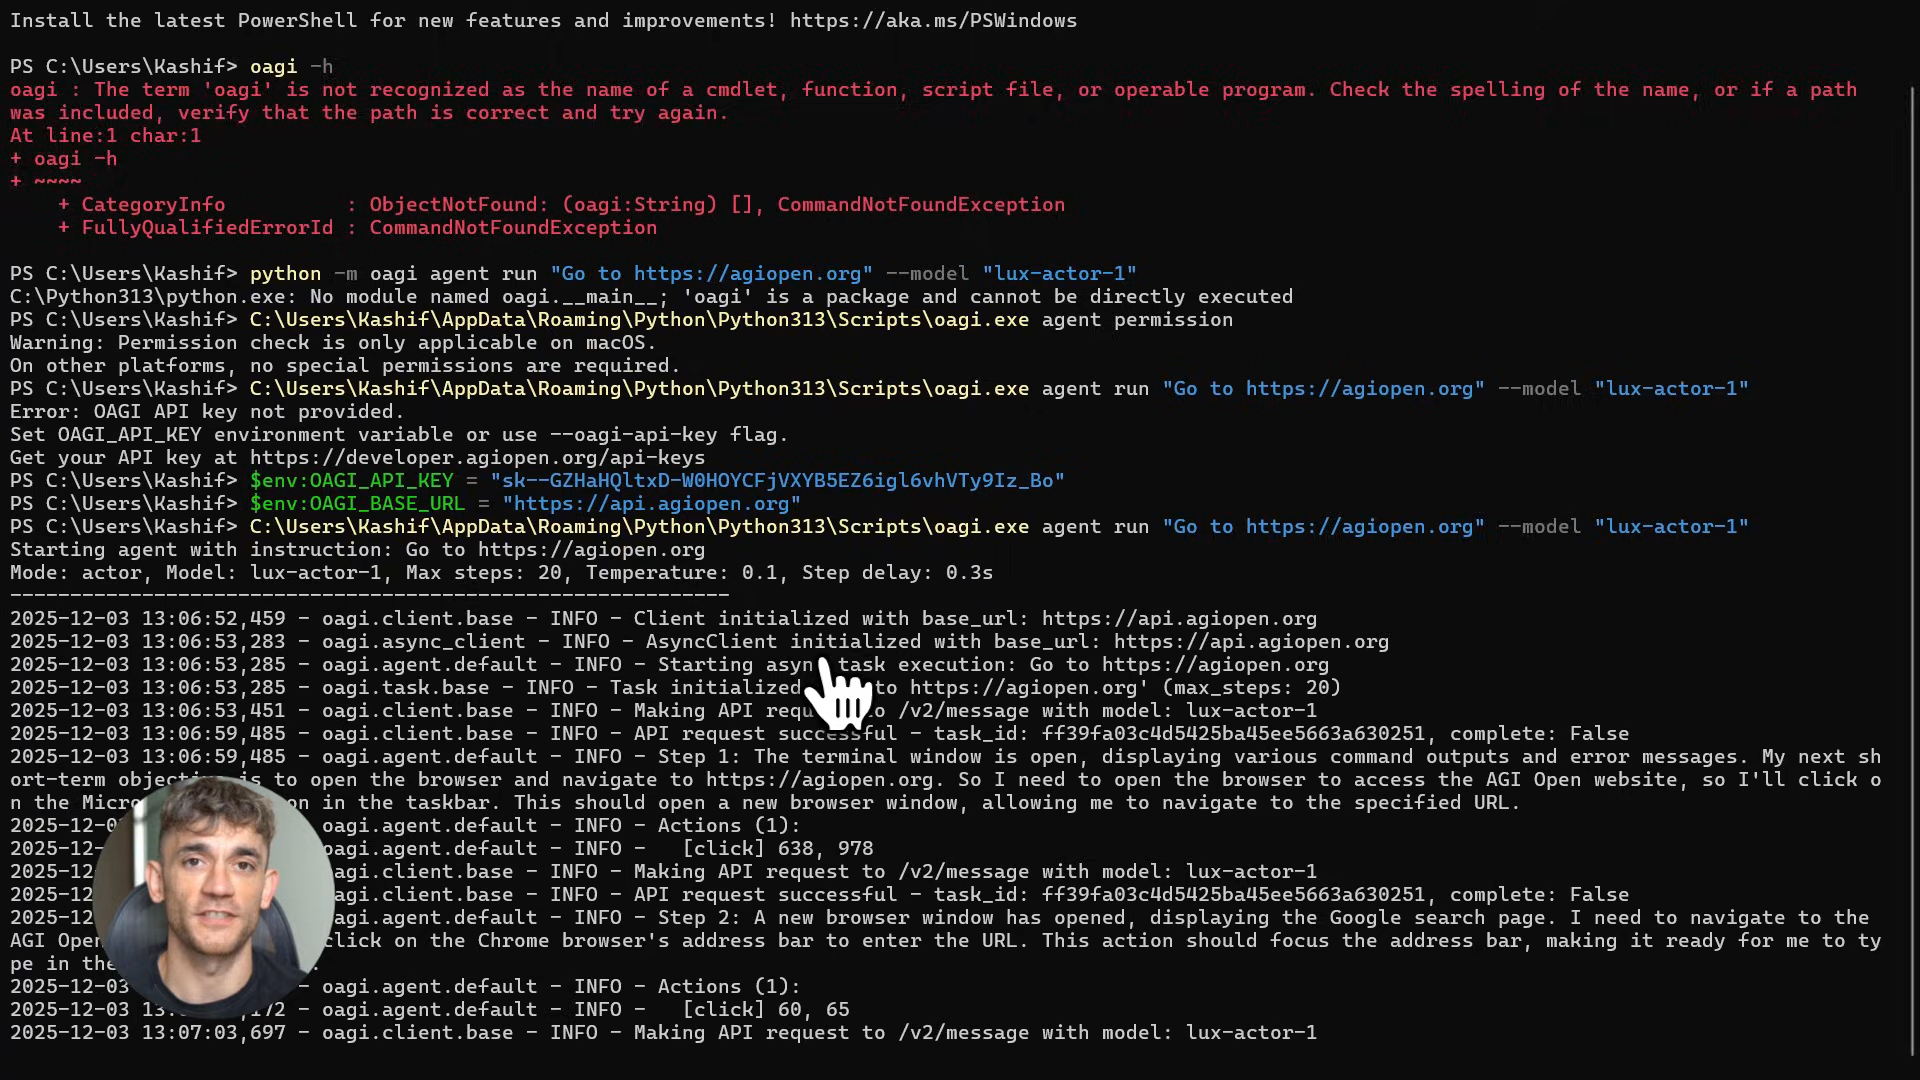 Install the latest PowerShell for new features and improvements! https://aka.ms/PSWindows
PS C:\Users\Kashif> oagi -h
oagi : The term 'oagi' is not recognized as the name of a cmdlet, function, script file, or operable program. Check the spelling of the name, or if a path
was included, verify that the path is correct and try again.
At line:1 char:1
+ oagi -h
+ ~~~~
    + CategoryInfo          : ObjectNotFound: (oagi:String) [], CommandNotFoundException
    + FullyQualifiedErrorId : CommandNotFoundException
PS C:\Users\Kashif> python -m oagi agent run "Go to https://agiopen.org" --model "lux-actor-1"
C:\Python313\python.exe: No module named oagi.__main__; 'oagi' is a package and cannot be directly executed
PS C:\Users\Kashif> C:\Users\Kashif\AppData\Roaming\Python\Python313\Scripts\oagi.exe agent permission
Warning: Permission check is only applicable on macOS.
On other platforms, no special permissions are required.
PS C:\Users\Kashif> C:\Users\Kashif\AppData\Roaming\Python\Python313\Scripts\oagi.exe agent run "Go to https://agiopen.org" --model "lux-actor-1"
Error: OAGI API key not provided.
Set OAGI_API_KEY environment variable or use --oagi-api-key flag.
Get your API key at https://developer.agiopen.org/api-keys
PS C:\Users\Kashif> $env:OAGI_API_KEY = "sk--GZHaHQltxD-W0HOYCFjVXYB5EZ6igl6vhVTy9Iz_Bo"
PS C:\Users\Kashif> $env:OAGI_BASE_URL = "https://api.agiopen.org"
PS C:\Users\Kashif> C:\Users\Kashif\AppData\Roaming\Python\Python313\Scripts\oagi.exe agent run "Go to https://agiopen.org" --model "lux-actor-1"
Starting agent with instruction: Go to https://agiopen.org
Mode: actor, Model: lux-actor-1, Max steps: 20, Temperature: 0.1, Step delay: 0.3s
------------------------------------------------------------
2025-12-03 13:06:52,459 - oagi.client.base - INFO - Client initialized with base_url: https://api.agiopen.org
2025-12-03 13:06:53,283 - oagi.async_client - INFO - AsyncClient initialized with base_url: https://api.agiopen.org
2025-12-03 13:06:53,285 - oagi.agent.default - INFO - Starting async task execution: Go to https://agiopen.org
2025-12-03 13:06:53,285 - oagi.task.base - INFO - Task initialized to https://agiopen.org' (max_steps: 20)
2025-12-03 13:06:53,451 - oagi.client.base - INFO - Making API request to /v2/message with model: lux-actor-1
2025-12-03 13:06:59,485 - oagi.client.base - INFO - API request successful - task_id: ff39fa03c4d5425ba45ee5663a630251, complete: False
2025-12-03 13:06:59,485 - oagi.agent.default - INFO - Step 1: The terminal window is open, displaying various command outputs and error messages. My next sh
ort-term objective is to open the browser and navigate to https://agiopen.org. So I need to open the browser to access the AGI Open website, so I'll click o
n the in the taskbar. This should open a new browser window, allowing me to navigate to the specified URL.
2025-12-0 oagi.agent.default - INFO - Actions (1):
2025-12- oagi.agent.default - INFO -   [click] 638, 978
2025-12- oagi.client.base - INFO - Making API request to /v2/message with model: lux-actor-1
2025-12- oagi.client.base - INFO - API request successful - task_id: ff39fa03c4d5425ba45ee5663a630251, complete: False
2025-12- oagi.agent.default - INFO - Step 2: A new browser window has opened, displaying the Google search page. I need to navigate to the
AGI Open click on the Chrome browser's address bar to enter the URL. This action should focus the address bar, making it ready for me to ty
pe in the .
2025-12-03 - oagi.agent.default - INFO - Actions (1):
2025-12-03 13: 172 - oagi.agent.default - INFO -   [click] 60, 65
2025-12-03 13:07:03,697 - oagi.client.base - INFO - Making API request to /v2/message with model: lux-actor-1